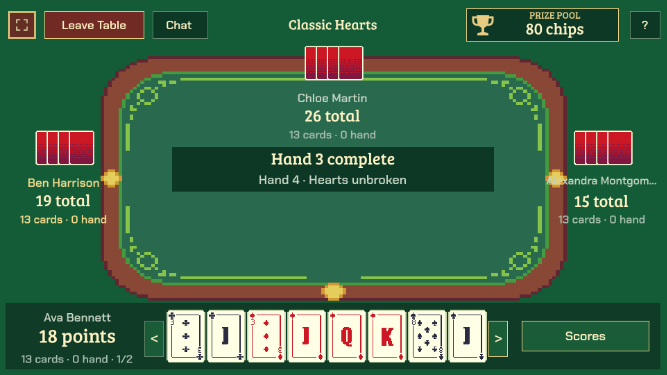 Leave Table
Chat
Classic Hearts
PRIZE POOL
80 chips
?
Chloe Martin
26 total
13 cards · 0 hand
Hand 3 complete
Hand 4 · Hearts unbroken
Ben Harrison
19 total
13 cards · 0 hand
15 total
13 cards · 0 hand
Ava Bennett
18 points
13 cards · 0 hand · 1/2
<
J
J
Q
K
J
>
Scores